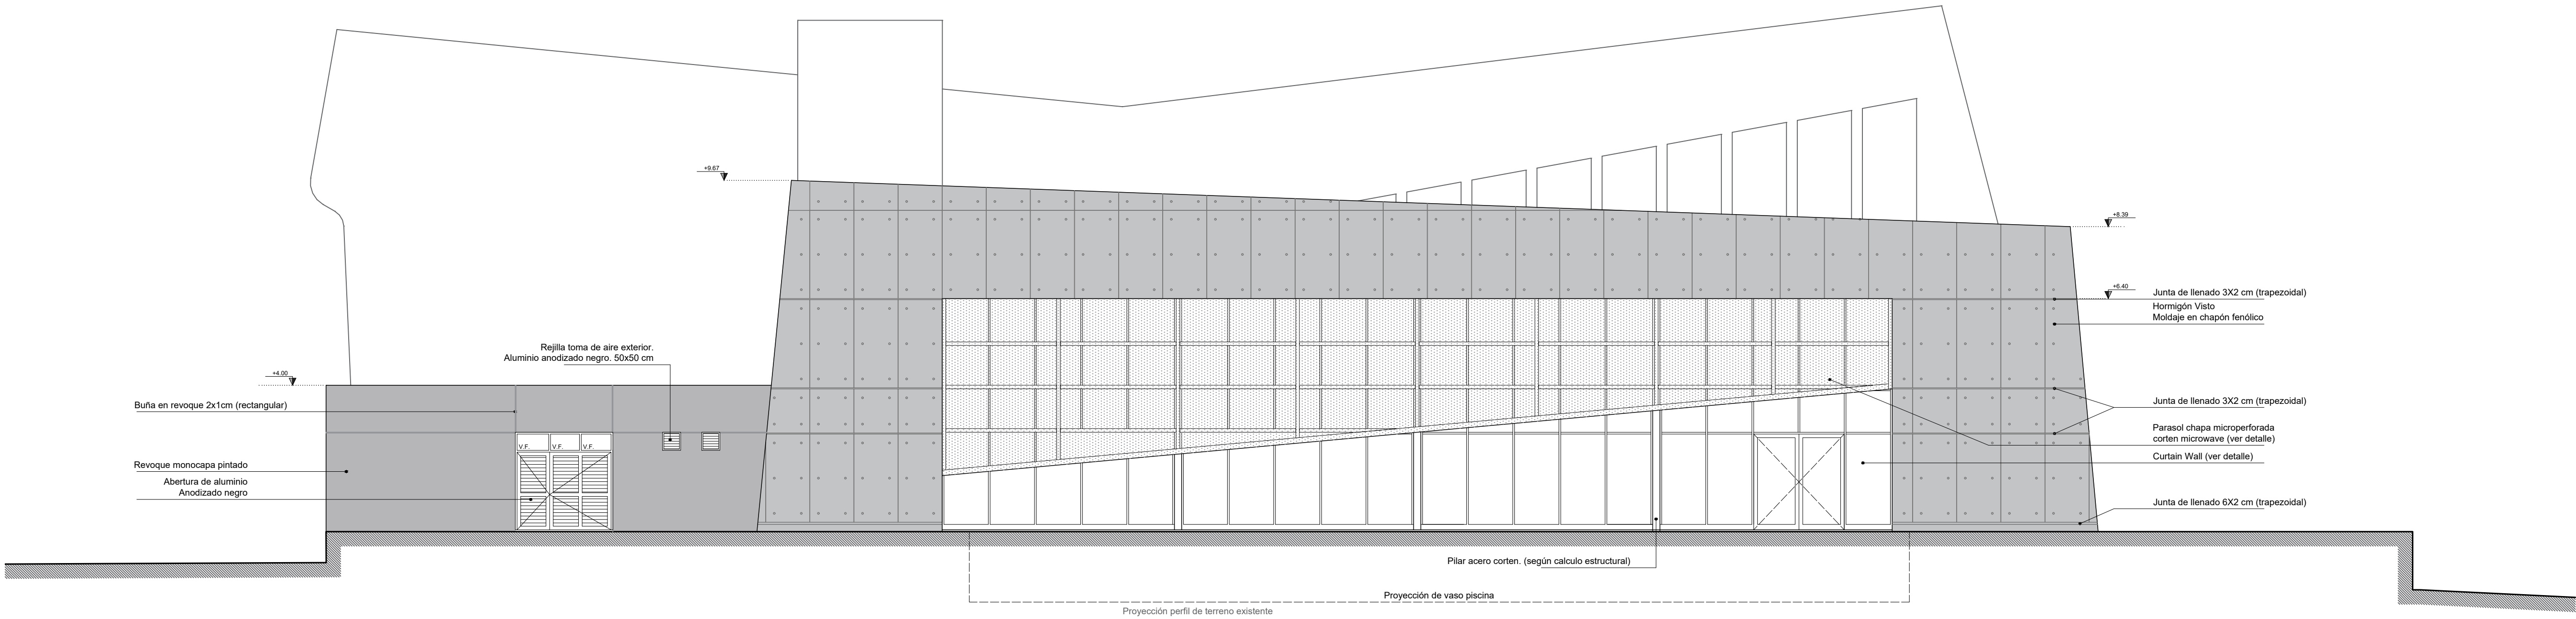 +9.67
+8.39
+6.40
Junta de llenado 3X2 cm (trapezoidal)
Hormigón Visto
Moldaje en chapón fenólico
Rejilla toma de aire exterior.
Aluminio anodizado negro. 50x50 cm
+4.00
Buña en revoque 2x1cm (rectangular)
Junta de llenado 3X2 cm (trapezoidal)
Parasol chapa microperforada
corten microwave (ver detalle)
V.F. V.F. V.F.
Curtain Wall (ver detalle)
Revoque monocapa pintado
Abertura de aluminio
Anodizado negro
Junta de llenado 6X2 cm (trapezoidal)
Pilar acero corten. (según calculo estructural)
Proyección de vaso piscina
Proyección perfil de terreno existente